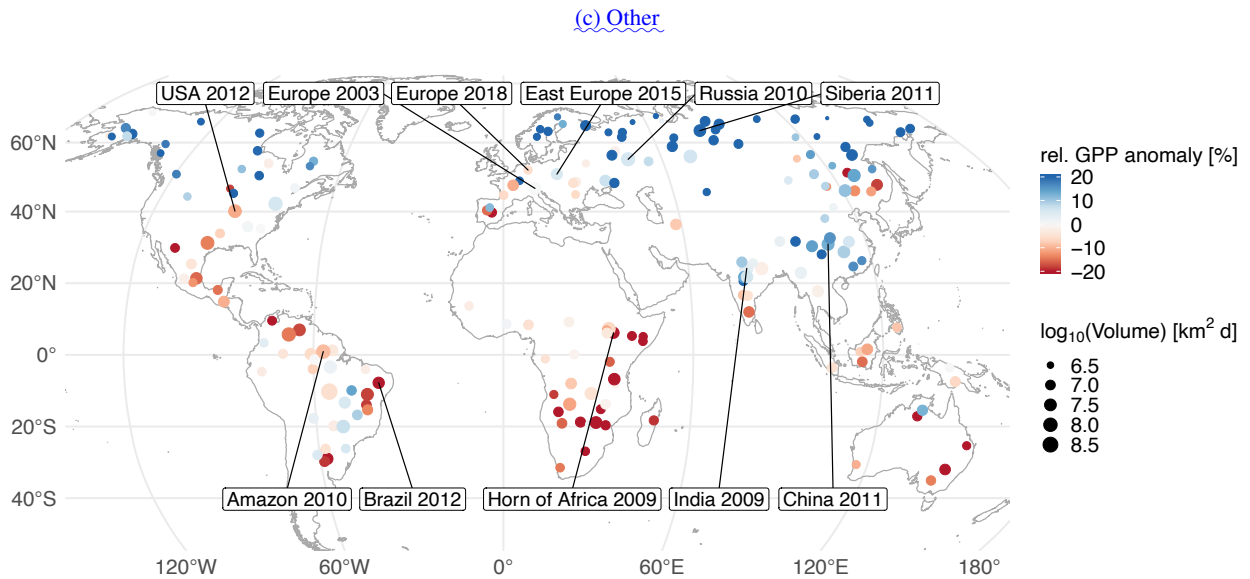 (c) Other
USA 2012 Europe 2003 Europe 2018 East Europe 2015 Russia 2010 Siberia 2011
60°N
40°N
20°N
0°
20°S
40°S
Amazon 2010 Brazil 2012 Horn of Africa 2009 India 2009 China 2011
120°W 60°W 0° 60°E 120°E 180°
rel. GPP anomaly [%]
20
10
0
−10
−20
log₁₀(Volume) [km² d]
6.5
7.0
7.5
8.0
8.5